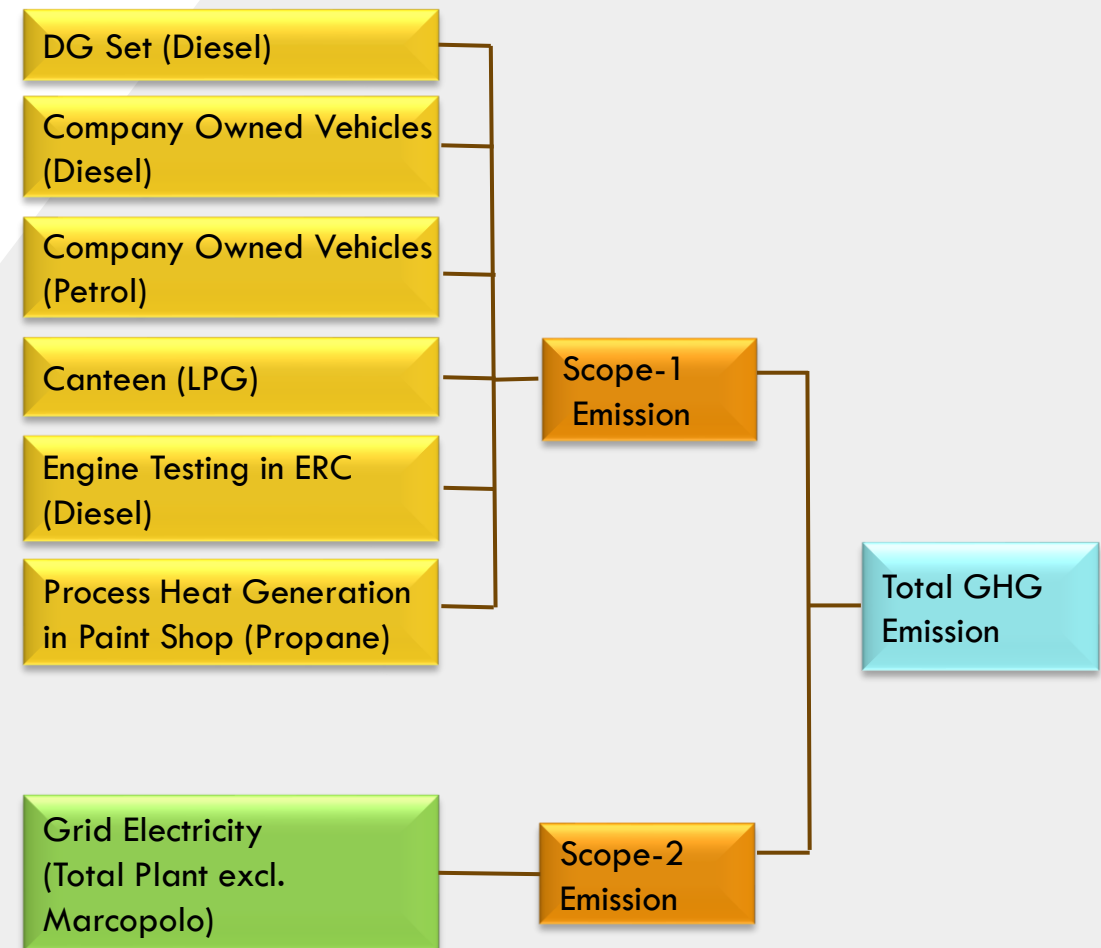 DG Set (Diesel)
Company Owned Vehicles
(Diesel)
Company Owned Vehicles
(Petrol)
Canteen (LPG)
Engine Testing in ERC
(Diesel)
Process Heat Generation
in Paint Shop (Propane)
Scope-1
Emission
Total GHG
Emission
Grid Electricity
(Total Plant excl.
Marcopolo)
Scope-2
Emission